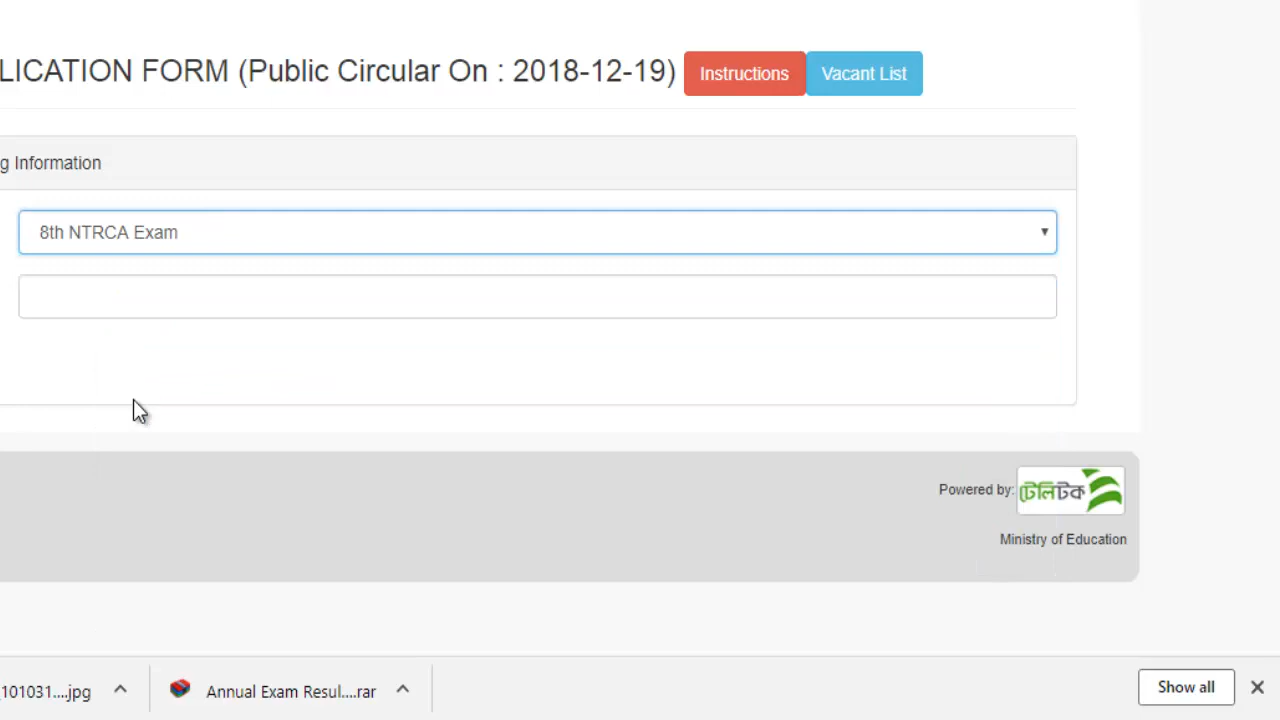 LICATION FORM (Public Circular On : 2018-12-19) Instructions Vacant List
g Information
8th NTRCA Exam
Powered by: টেলিটক
Ministry of Education
101031....jpg Annual Exam Resul....rar Show all